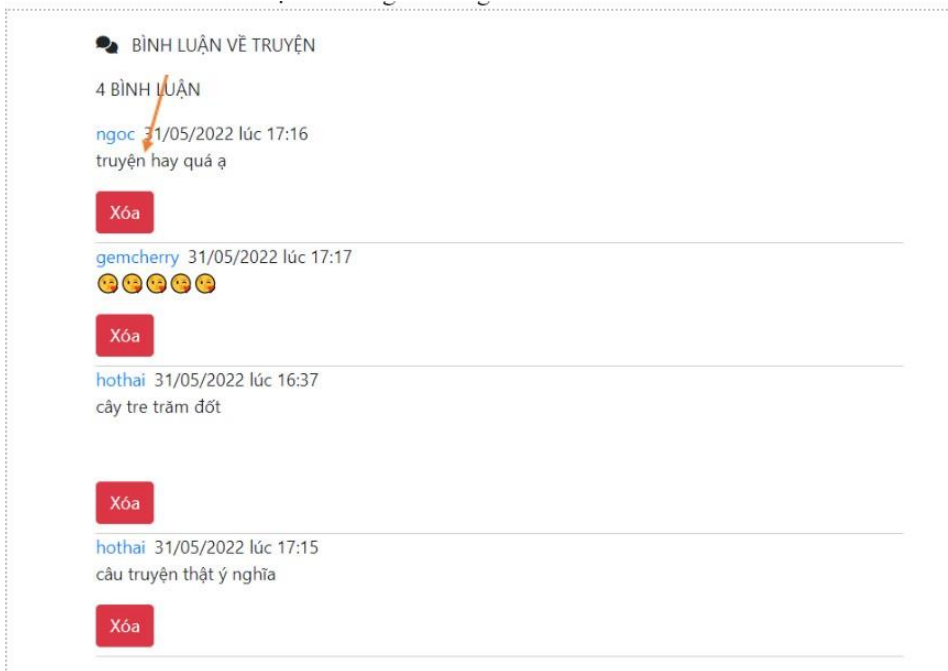 BÌNH LUẬN VỀ TRUYỆN
4 BÌNH LUẬN
ngoc 31/05/2022 lúc 17:16
truyện hay quá ạ
Xóa
gemcherry 31/05/2022 lúc 17:17
😘😘😘😘😘
Xóa
hothai 31/05/2022 lúc 16:37
cây tre trăm đốt
Xóa
hothai 31/05/2022 lúc 17:15
câu truyện thật ý nghĩa
Xóa